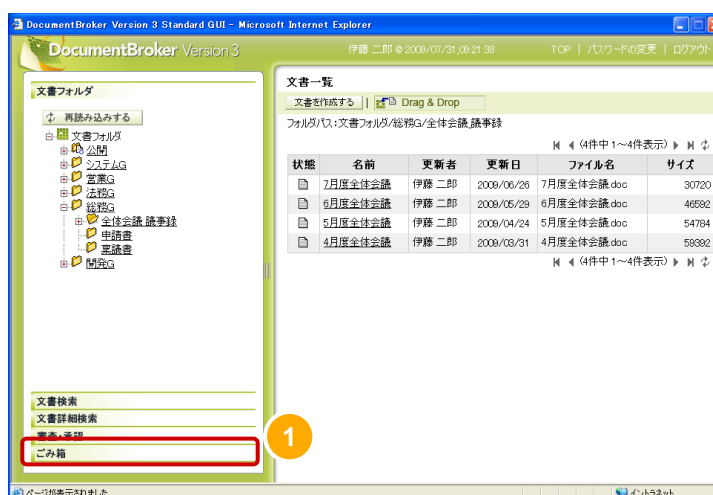 DocumentBroker Version 3 Standard GUI - Microsoft Internet Explorer
DocumentBroker Version 3
伊藤 二郎 @ 2009/07/31,09:21:38 TOP | パスワードの変更 | ログアウト
文書フォルダ
再読み込みする
文書フォルダ
公開
システムG
営業G
法務G
総務G
全体会議 議事録
申請書
稟議書
開発G
文書検索
文書詳細検索
審査・承認
ごみ箱
1
文書一覧
文書を作成する | Drag & Drop
フォルダパス:文書フォルダ/総務G/全体会議_議事録
(4件中 1～4件表示)
状態 名前 更新者 更新日 ファイル名 サイズ
7月度全体会議 伊藤 二郎 2009/06/26 7月度全体会議.doc 30720
6月度全体会議 伊藤 二郎 2009/05/29 6月度全体会議.doc 46592
5月度全体会議 伊藤 二郎 2009/04/24 5月度全体会議.doc 54784
4月度全体会議 伊藤 二郎 2009/03/31 4月度全体会議.doc 59392
(4件中 1～4件表示)
ページが表示されました
イントラネット